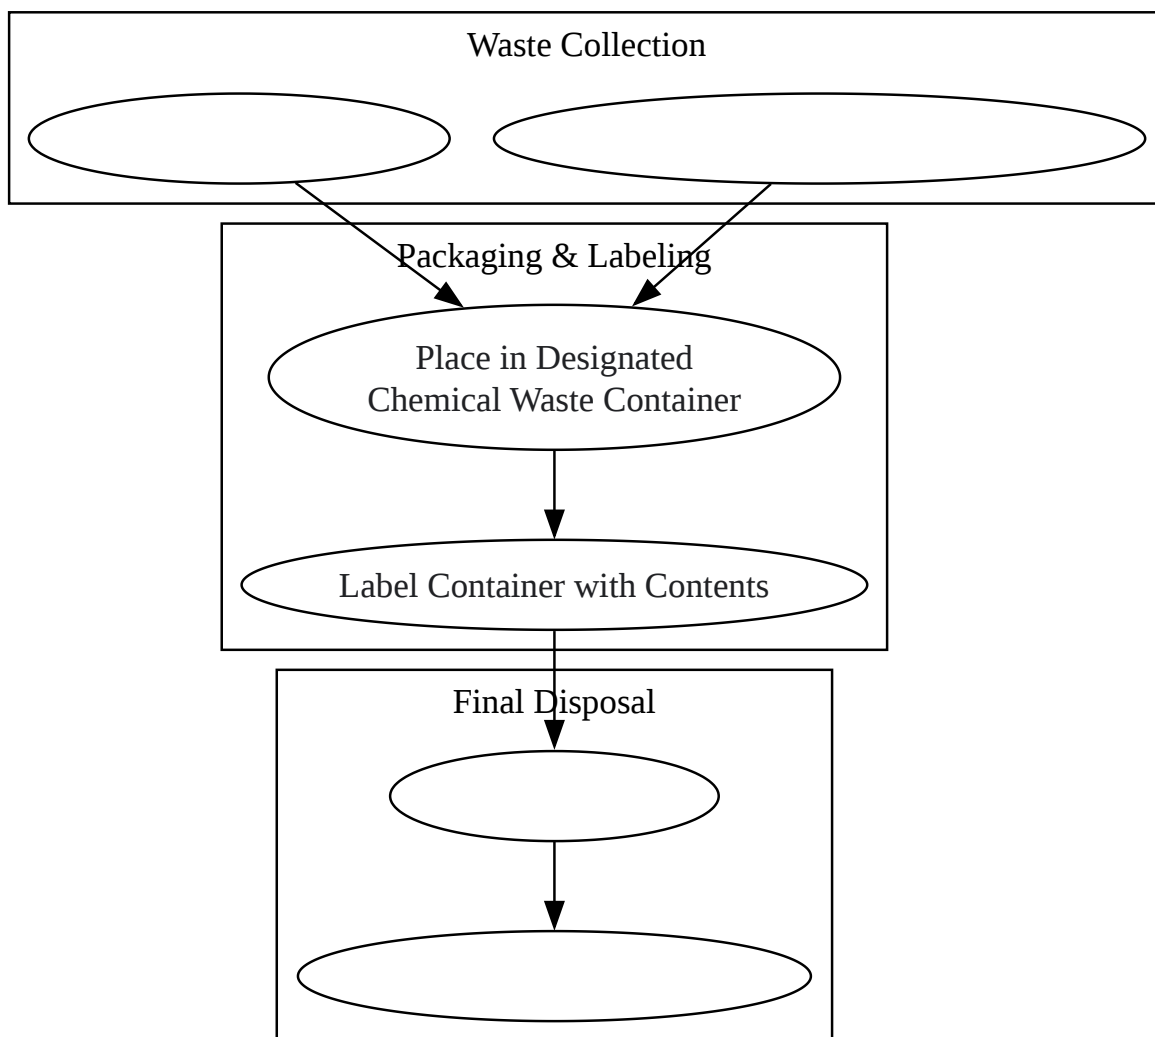 Waste Collection
Packaging & Labeling
Place in Designated
Chemical Waste Container
Label Container with Contents
Final Disposal